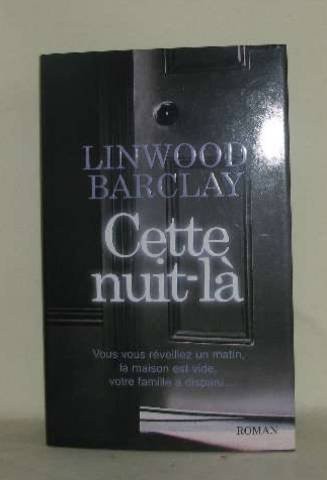 LINWOOD
BARCLAY
Cette
nuit-là
Vous vous réveillez un matin,
la maison est vide,
votre famille a disparu...
ROMAN